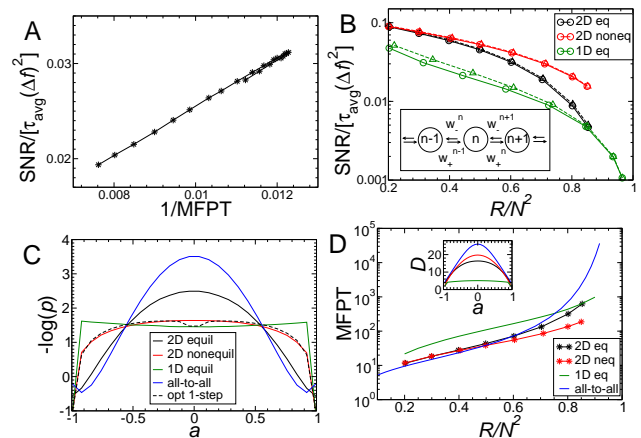 A
SNR/[τavg(Δf)²]
0.03
0.02
0.008
0.01
0.012
1/MFPT
B
SNR/[τavg(Δf)²]
0.1
0.01
0.001
2D eq
2D noneq
1D eq
w₋ⁿ
w₋ⁿ⁺¹
n-1
n
n+1
w₊ⁿ⁻¹
w₊ⁿ
0.2
0.4
0.6
0.8
1
R/N²
C
-log(p)
4
3
2
1
0
-1
2D equil
2D nonequil
1D equil
all-to-all
opt 1-step
-1
-0.5
0
0.5
1
a
D
MFPT
10⁵
10⁴
10³
10²
10¹
10⁰
D
20
10
0
-1
0
1
a
2D eq
2D neq
1D eq
all-to-all
0
0.2
0.4
0.6
0.8
1
R/N²